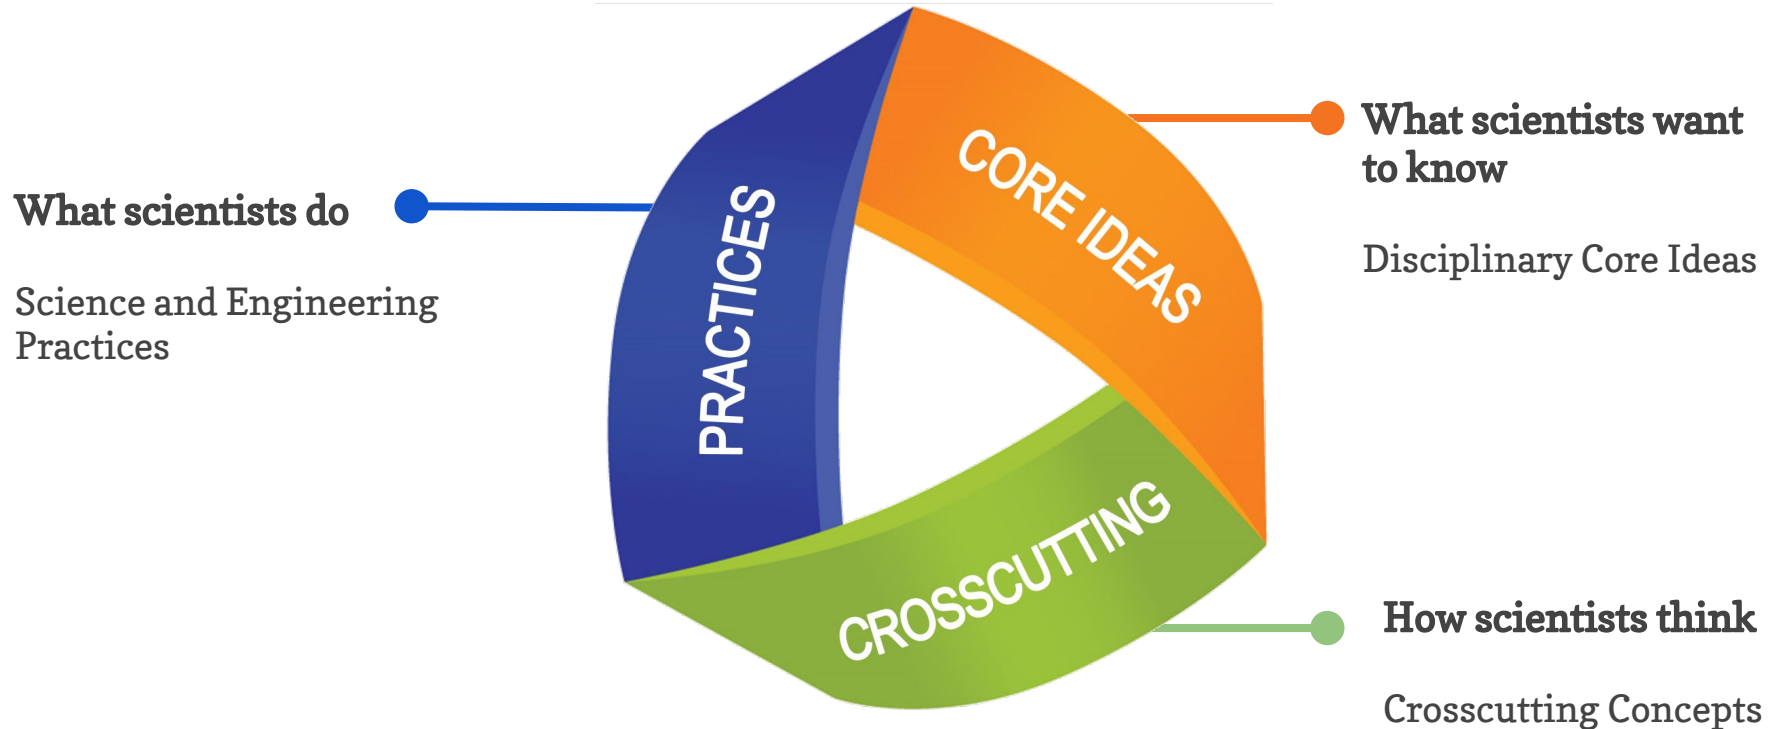 What scientists do
Science and Engineering
Practices
PRACTICES
CORE IDEAS
CROSSCUTTING
What scientists want
to know
Disciplinary Core Ideas
How scientists think
Crosscutting Concepts